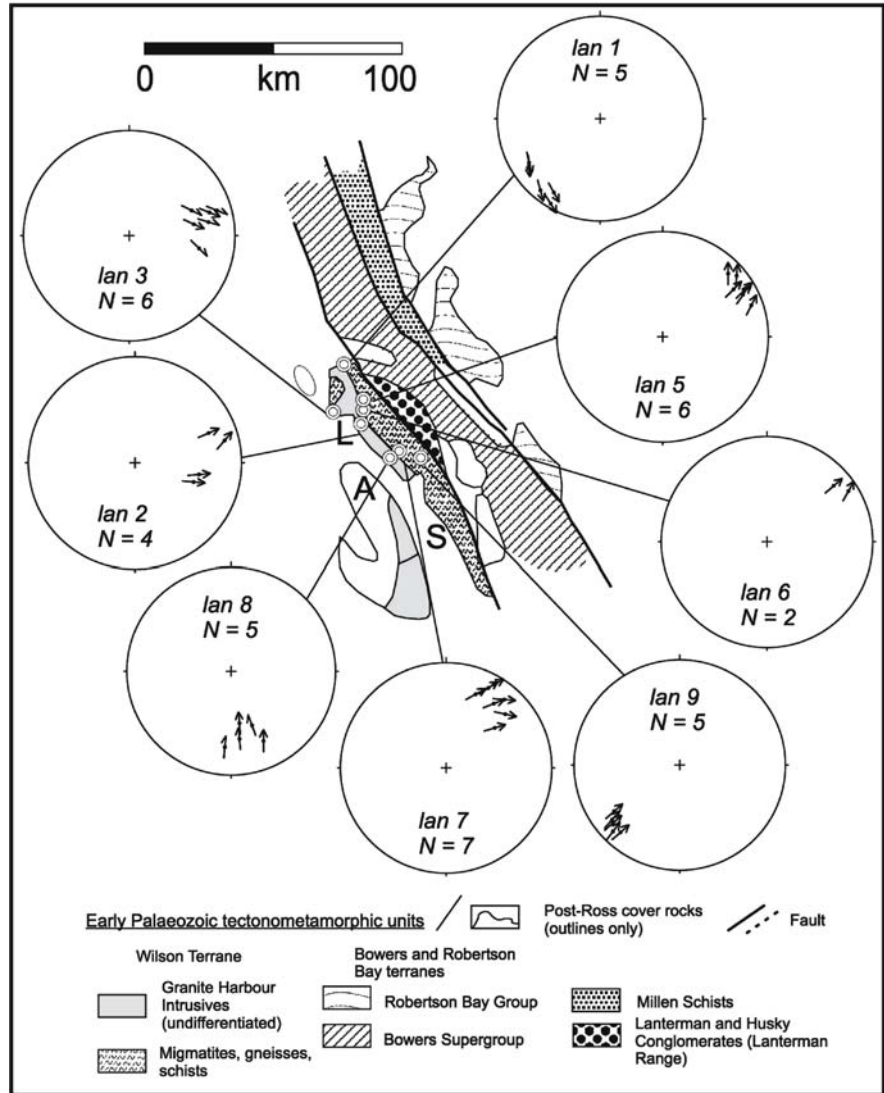 0 km 100
lan 1
N = 5
lan 3
N = 6
lan 5
N = 6
L
lan 2
N = 4
A
S
lan 6
N = 2
lan 8
N = 5
lan 9
N = 5
lan 7
N = 7
Early Palaeozoic tectonometamorphic units
Post-Ross cover rocks
(outlines only)
Fault
Wilson Terrane
Bowers and Robertson
Bay terranes
Granite Harbour
Intrusives
(undifferentiated)
Robertson Bay Group
Millen Schists
Migmatites, gneisses,
schists
Bowers Supergroup
Lanterman and Husky
Conglomerates (Lanterman
Range)